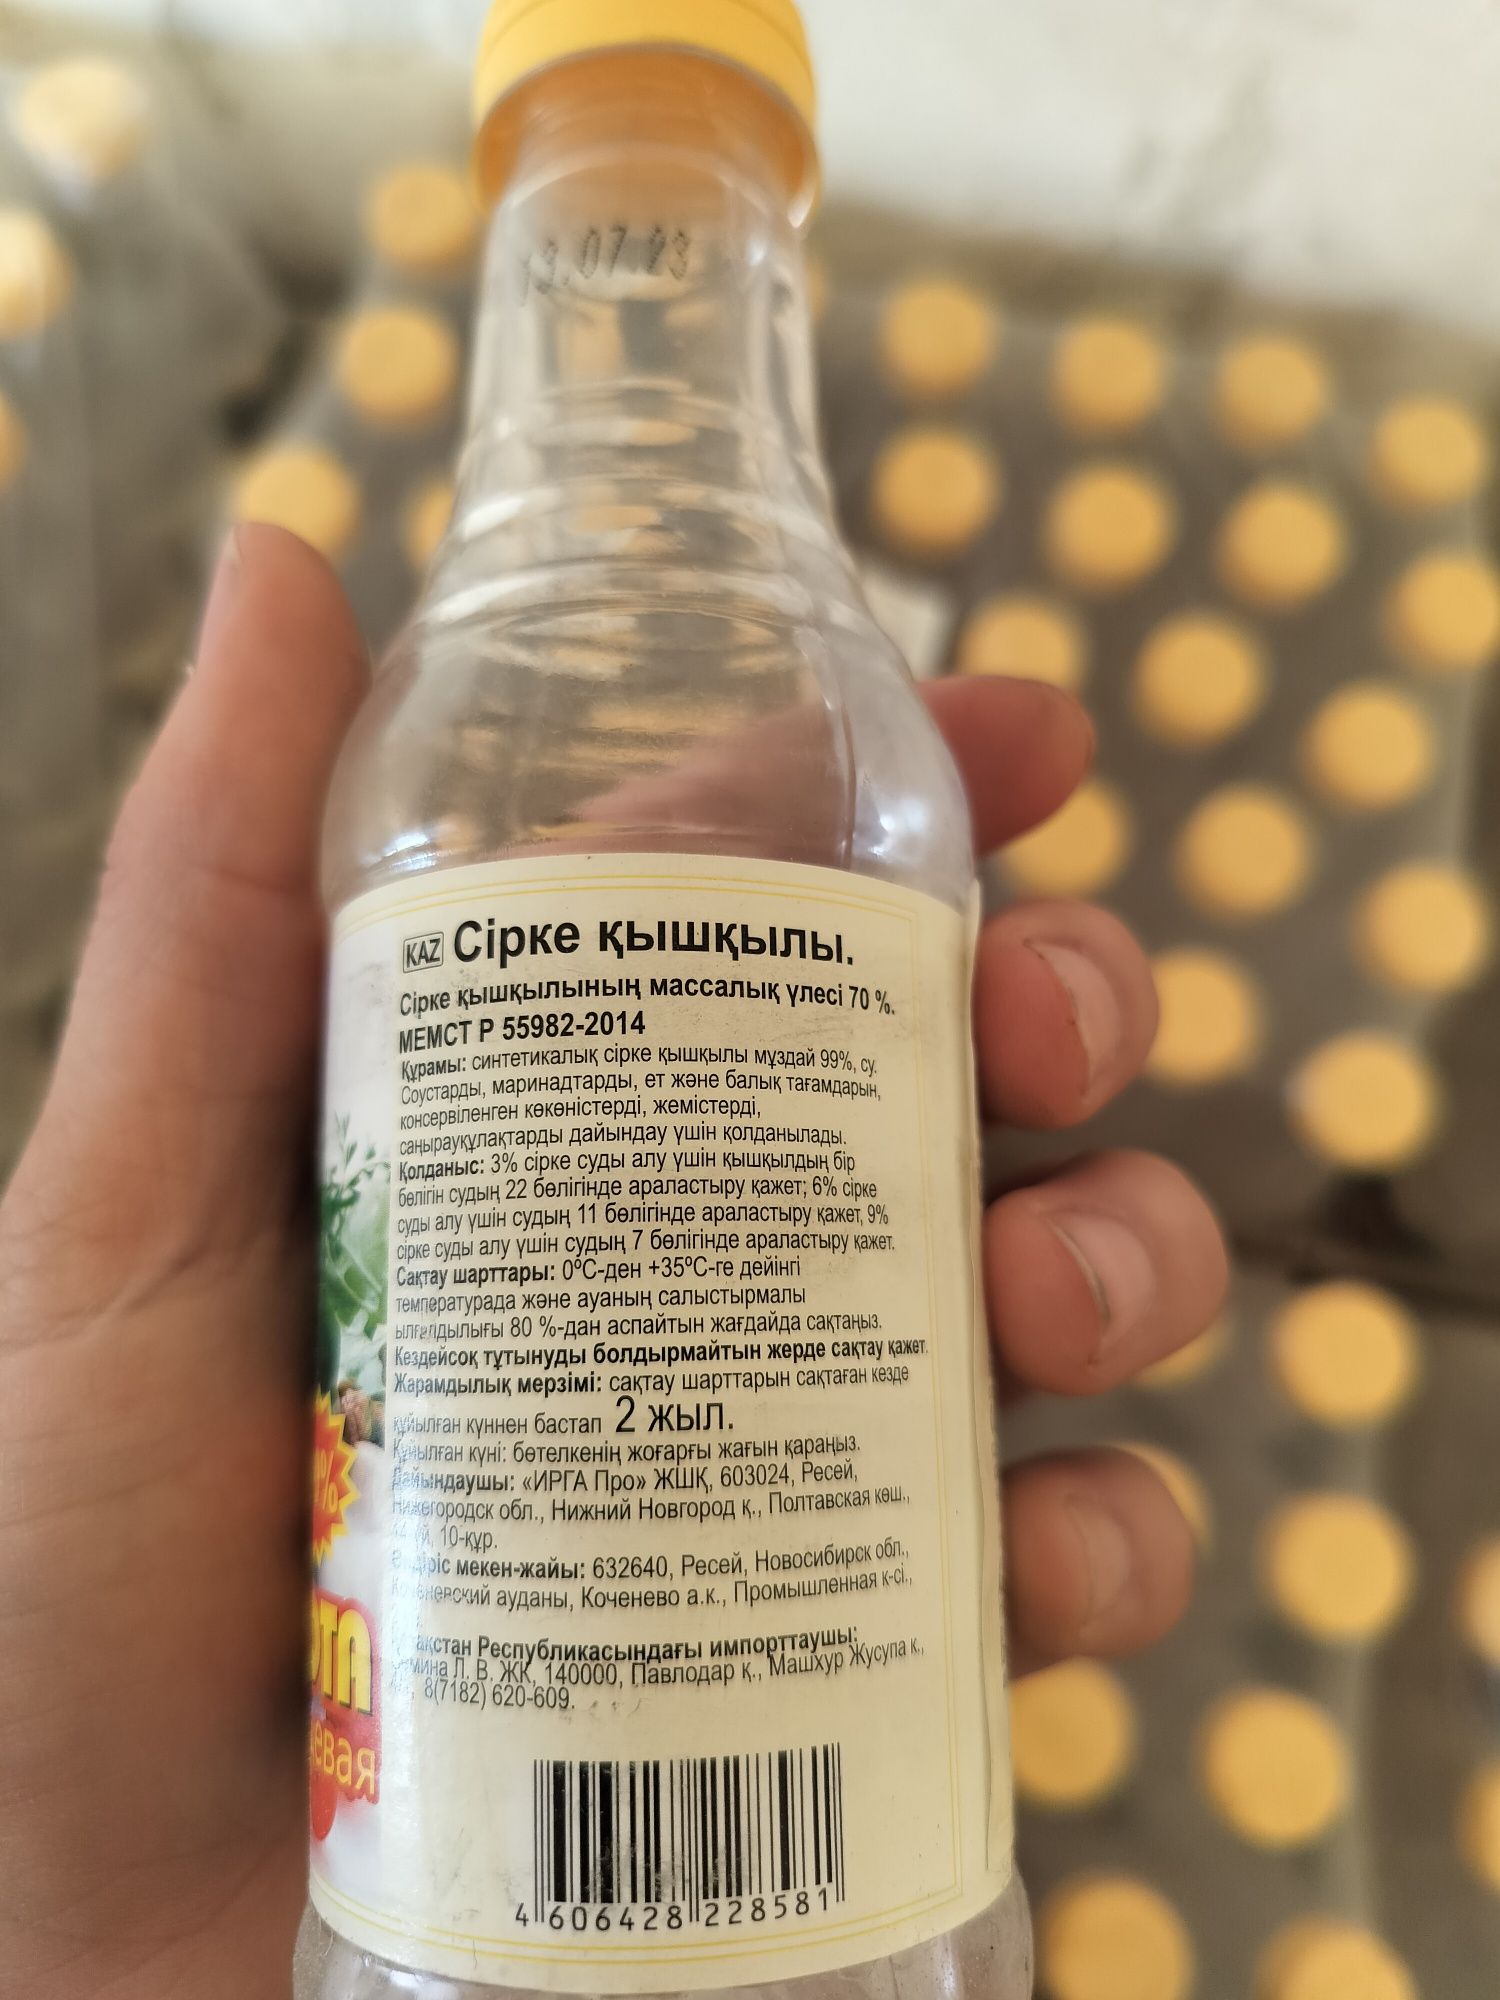 07.23
KAZ Сірке қышқылы.
Сірке қышқылының массалық үлесі 70 %.
МЕМСТ Р 55982-2014
Құрамы: синтетикалық сірке қышқылы мұздай 99%, су.
Соустарды, маринадтарды, ет және балық тағамдарын,
консервіленген көкөністерді, жемістерді,
саңырауқұлақтарды дайындау үшін қолданылады.
Қолданыс: 3% сірке суды алу үшін қышқылдың бір
бөлігін судың 22 бөлігінде араластыру қажет; 6% сірке
суды алу үшін судың 11 бөлігінде араластыру қажет, 9%
сірке суды алу үшін судың 7 бөлігінде араластыру қажет.
Сақтау шарттары: 0°С-ден +35°С-ге дейінгі
температурада және ауаның салыстырмалы
ылғалдылығы 80 %-дан аспайтын жағдайда сақтаңыз.
Кездейсоқ тұтынуды болдырмайтын жерде сақтау қажет.
Жарамдылық мерзімі: сақтау шарттарын сақтаған кезде
құйылған күннен бастап 2 жыл.
Құйылған күні: бөтелкенің жоғарғы жағын қараңыз.
Дайындаушы: «ИРГА Про» ЖШҚ, 603024, Ресей,
Нижегородск обл., Нижний Новгород қ., Полтавская көш.,
10-құр.
мекен-жайы: 632640, Ресей, Новосибирск обл.,
Коченевский ауданы, Коченево а.к., Промышленная к-сі.,
Республикасындағы импорттаушы:
Л. В. ЖК, 140000, Павлодар қ., Машхур Жусупа к.,
8(7182) 620-609.
4 606428 228581